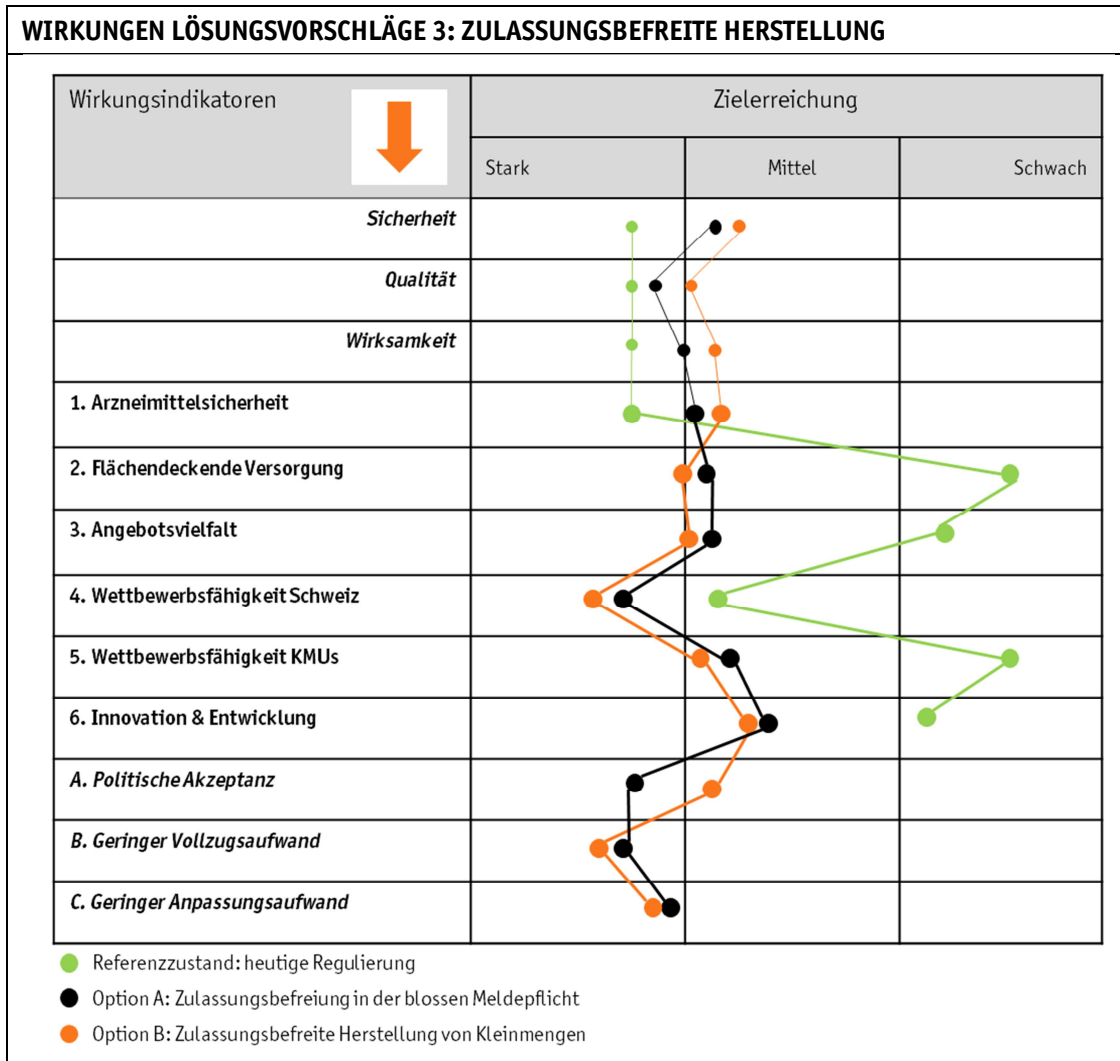 WIRKUNGEN LÖSUNGSVORSCHLÄGE 3: ZULASSUNGSBEFREITE HERSTELLUNG
Wirkungsindikatoren
Zielerreichung
Stark
Mittel
Schwach
Sicherheit
Qualität
Wirksamkeit
1. Arzneimittelsicherheit
2. Flächendeckende Versorgung
3. Angebotsvielfalt
4. Wettbewerbsfähigkeit Schweiz
5. Wettbewerbsfähigkeit KMUs
6. Innovation & Entwicklung
A. Politische Akzeptanz
B. Geringer Vollzugsaufwand
C. Geringer Anpassungsaufwand
Referenzzustand: heutige Regulierung
Option A: Zulassungsbefreiung in der blossen Meldepflicht
Option B: Zulassungsbefreite Herstellung von Kleinmengen